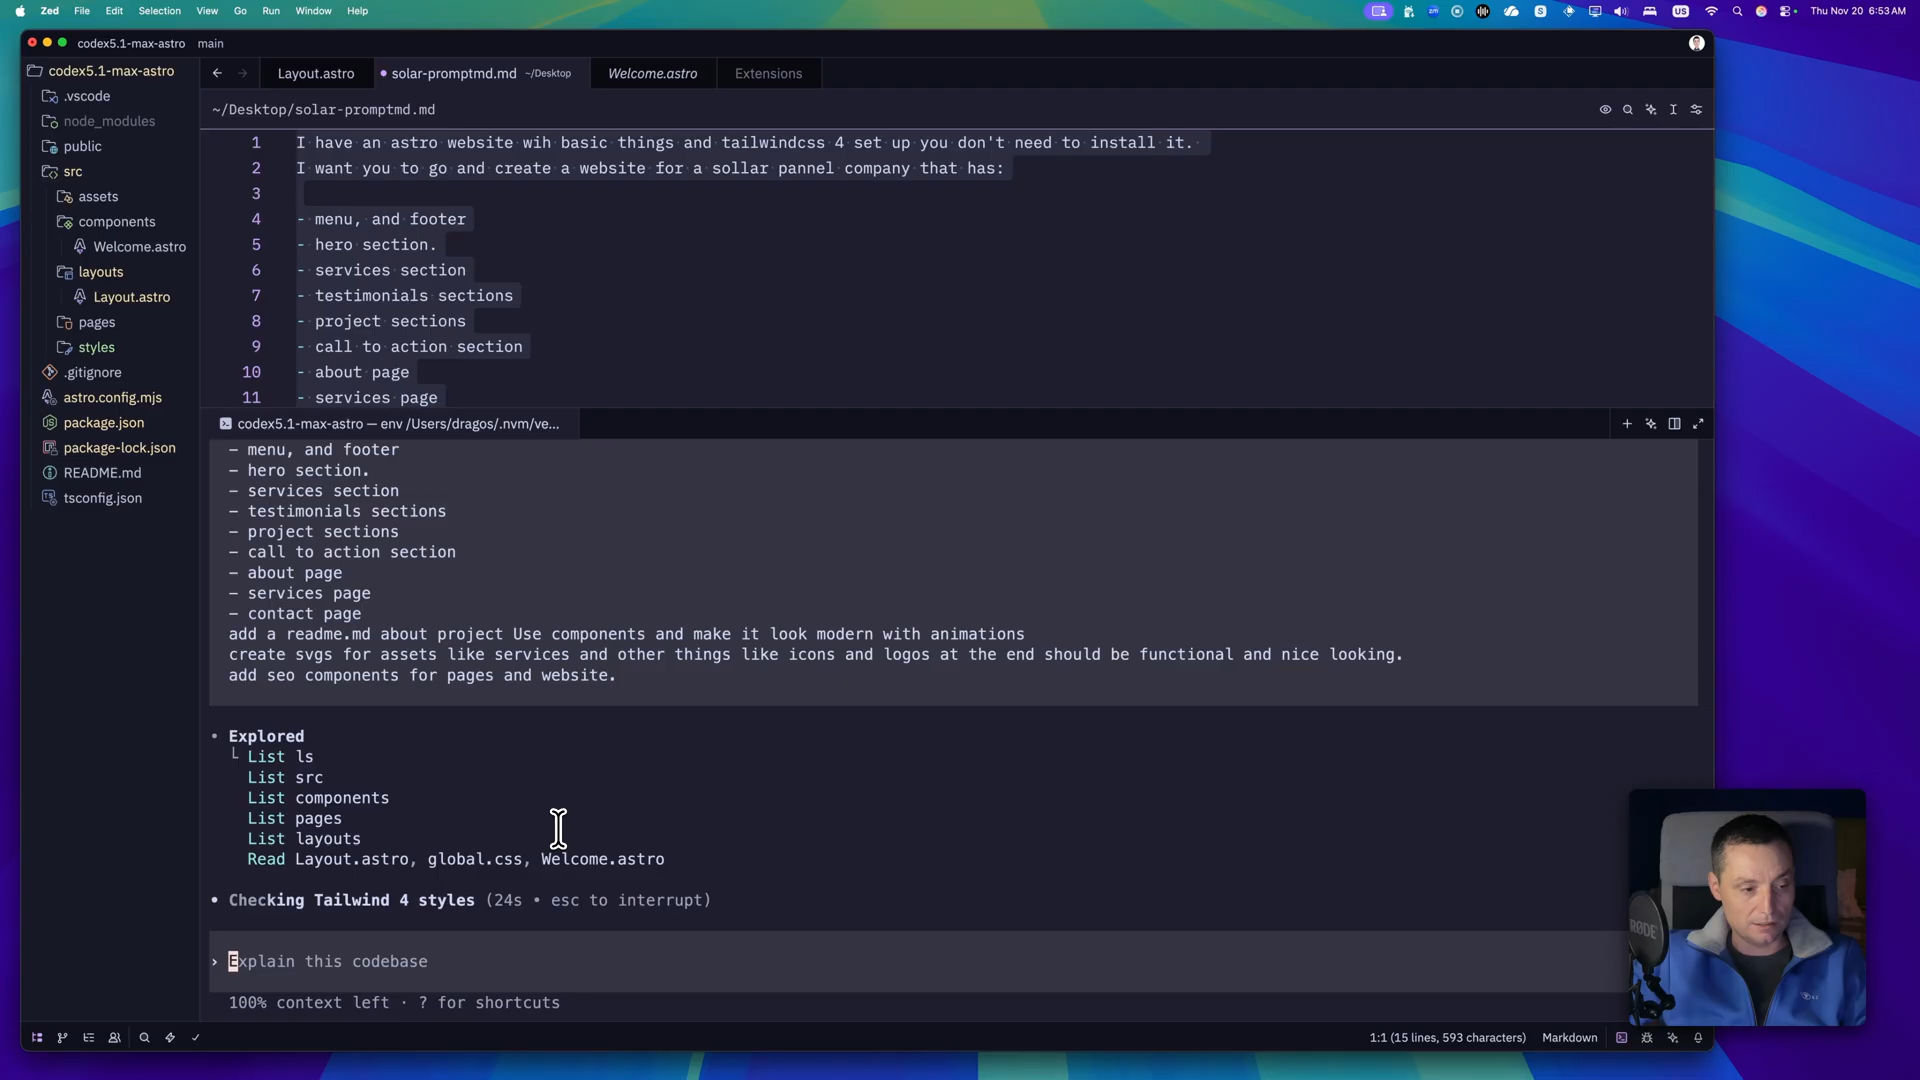 Zed File Edit View Go Run Window Help
Thu Nov 20 6:53 AM
US
codex5.1-max-astro main
codex5.1-max-astro
.vscode
node_modules
public
src
assets
components
Welcome.astro
layouts
Layout.astro
pages
styles
.gitignore
astro.config.mjs
package.json
package-lock.json
README.md
tsconfig.json
Layout.astro
solar-promptmd.md ~/Desktop
Welcome.astro
Extensions
~/Desktop/solar-promptmd.md
1 I have an astro website wih basic things and tailwindcss 4 set up you don't need to install it.
2 I want you to go and create a website for a sollar pannel company that has:
3
4 - menu, and footer
5 - hero section.
6 - services section
7 - testimonials sections
8 - project sections
9 - call to action section
10 - about page
11 - services page
codex5.1-max-astro — env /Users/dragos/.nvm/ve...
– menu, and footer
– hero section.
– services section
– testimonials sections
– project sections
– call to action section
– about page
– services page
– contact page
add a readme.md about project Use components and make it look modern with animations
create svgs for assets like services and other things like icons and logos at the end should be functional and nice looking.
add seo components for pages and website.
• Explored
└ List ls
List src
List components
List pages
List layouts
Read Layout.astro, global.css, Welcome.astro
• Checking Tailwind 4 styles (24s • esc to interrupt)
› Explain this codebase
100% context left · ? for shortcuts
1:1 (15 lines, 593 characters) Markdown
RØDE